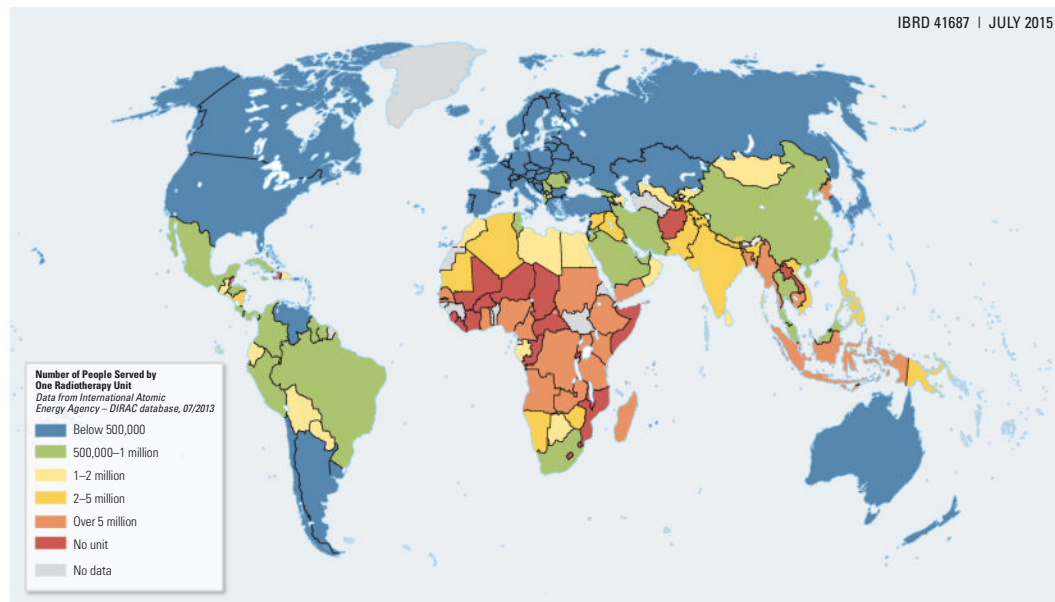 IBRD 41687 | JULY 2015
Number of People Served by
One Radiotherapy Unit
Data from International Atomic
Energy Agency – DIRAC database, 07/2013
Below 500,000
500,000–1 million
1–2 million
2–5 million
Over 5 million
No unit
No data